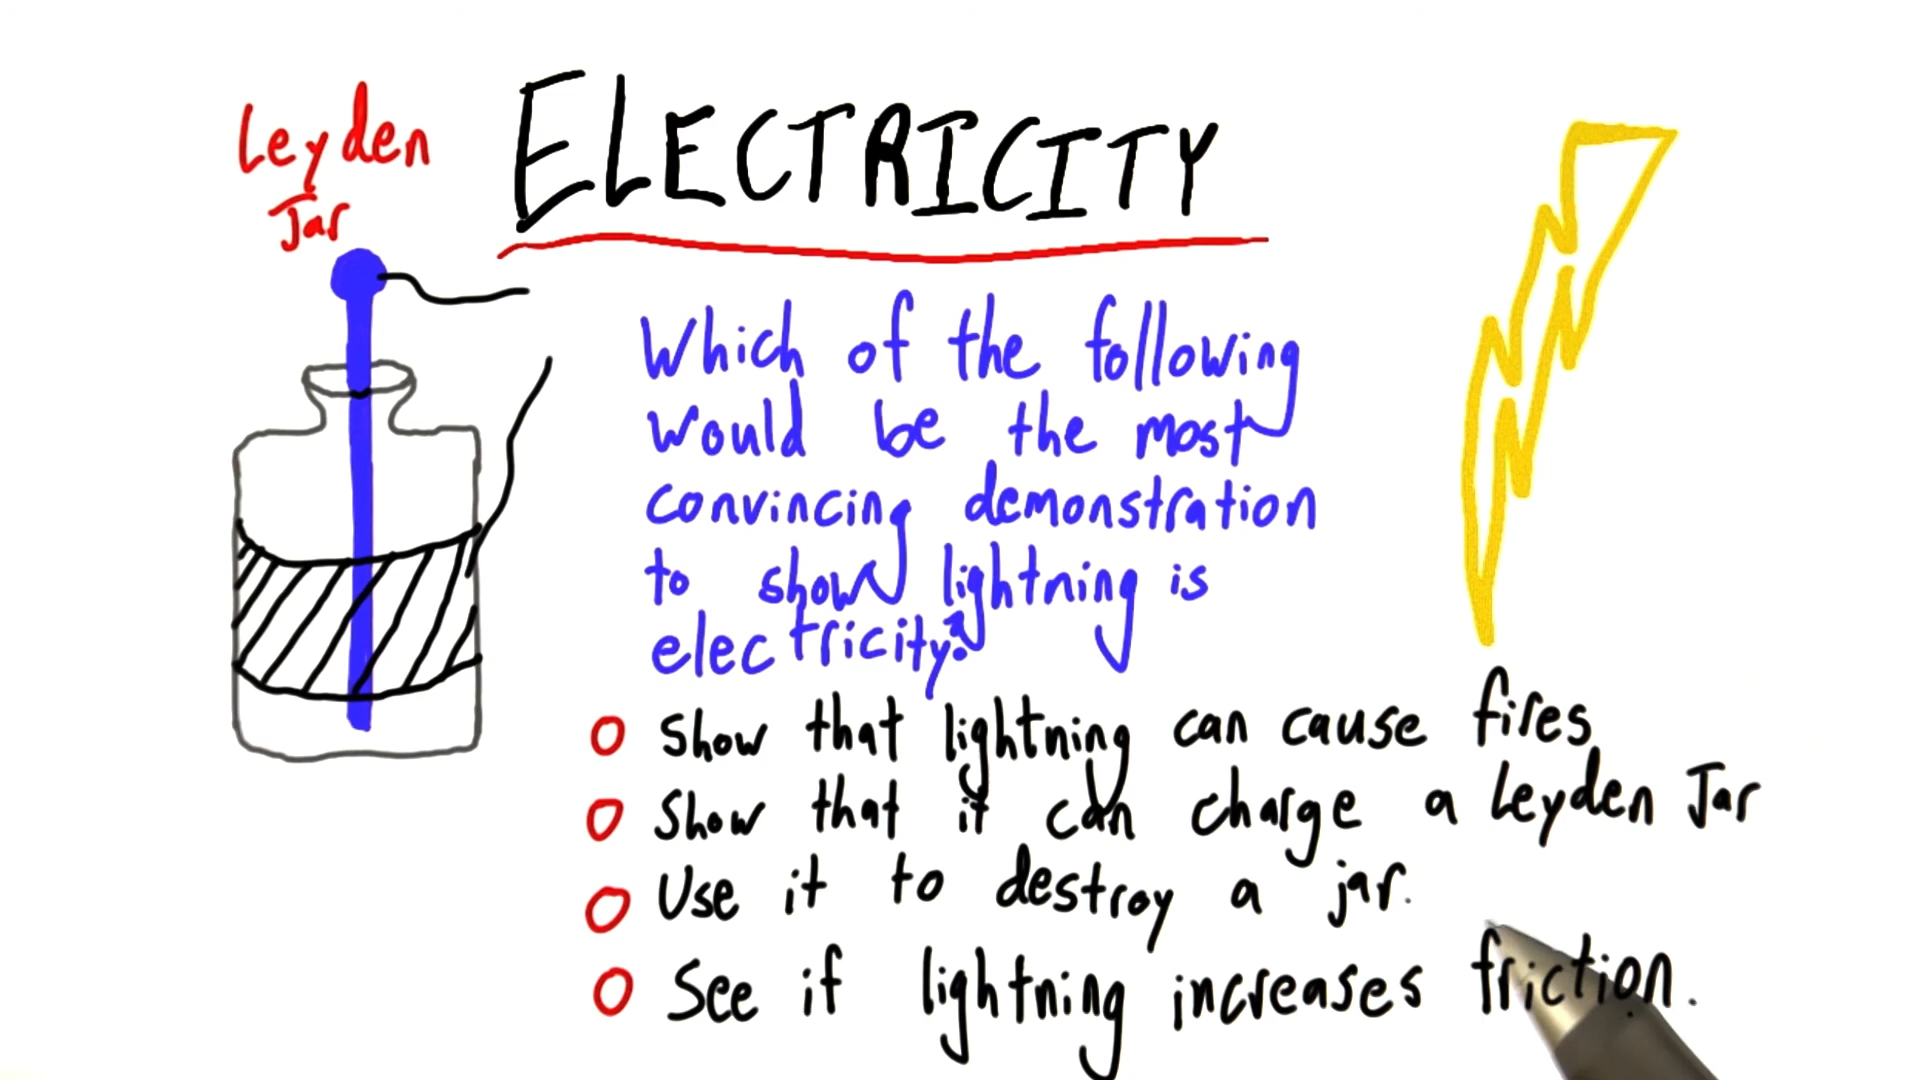 Leyden
Jar
ELECTRICITY
Which of the following
would be the most
convincing demonstration
to show lightning is
electricity?
Show that lightning can cause fires
Show that it can charge a Leyden Jar
Use it to destroy a jar.
See if lightning increases friction.